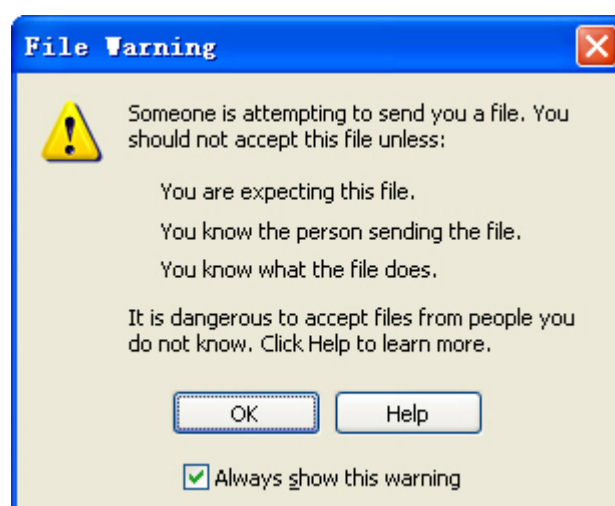 File Warning
Someone is attempting to send you a file. You
should not accept this file unless:
You are expecting this file.
You know the person sending the file.
You know what the file does.
It is dangerous to accept files from people you
do not know. Click Help to learn more.
OK Help
Always show this warning